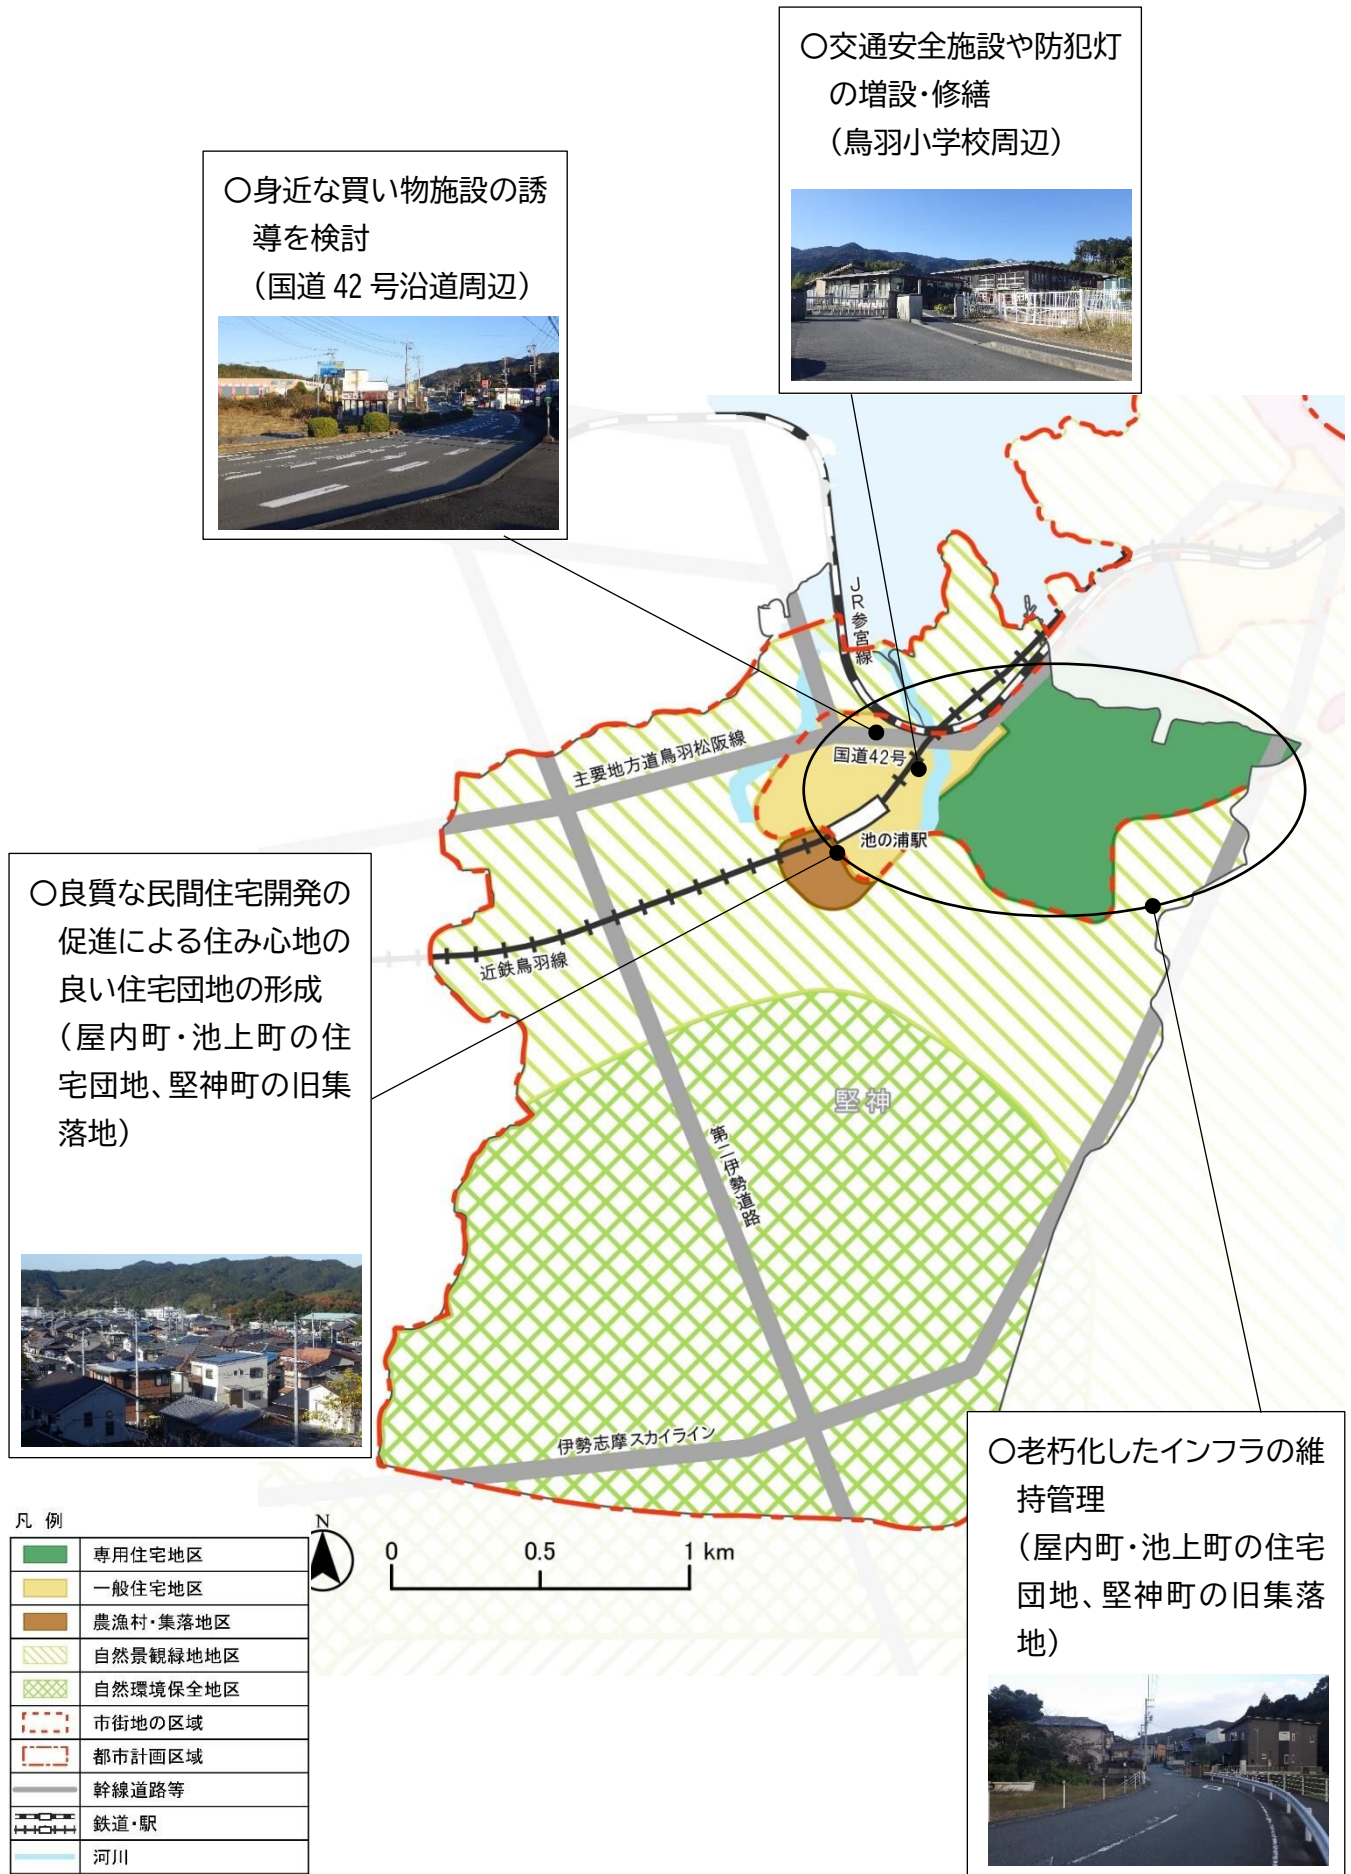 〇交通安全施設や防犯灯
の増設・修繕
（鳥羽小学校周辺）
〇身近な買い物施設の誘
導を検討
（国道 42 号沿道周辺）
JR参宮線
主要地方道鳥羽松阪線
国道42号
池の浦駅
近鉄鳥羽線
〇良質な民間住宅開発の
促進による住み心地の
良い住宅団地の形成
（屋内町・池上町の住
宅団地、堅神町の旧集
落地）
堅神
第二伊勢道路
伊勢志摩スカイライン
〇老朽化したインフラの維
持管理
（屋内町・池上町の住宅
団地、堅神町の旧集落
地）
凡 例
専用住宅地区
一般住宅地区
農漁村・集落地区
自然景観緑地地区
自然環境保全地区
市街地の区域
都市計画区域
幹線道路等
鉄道・駅
河川
N
0 0.5 1 km